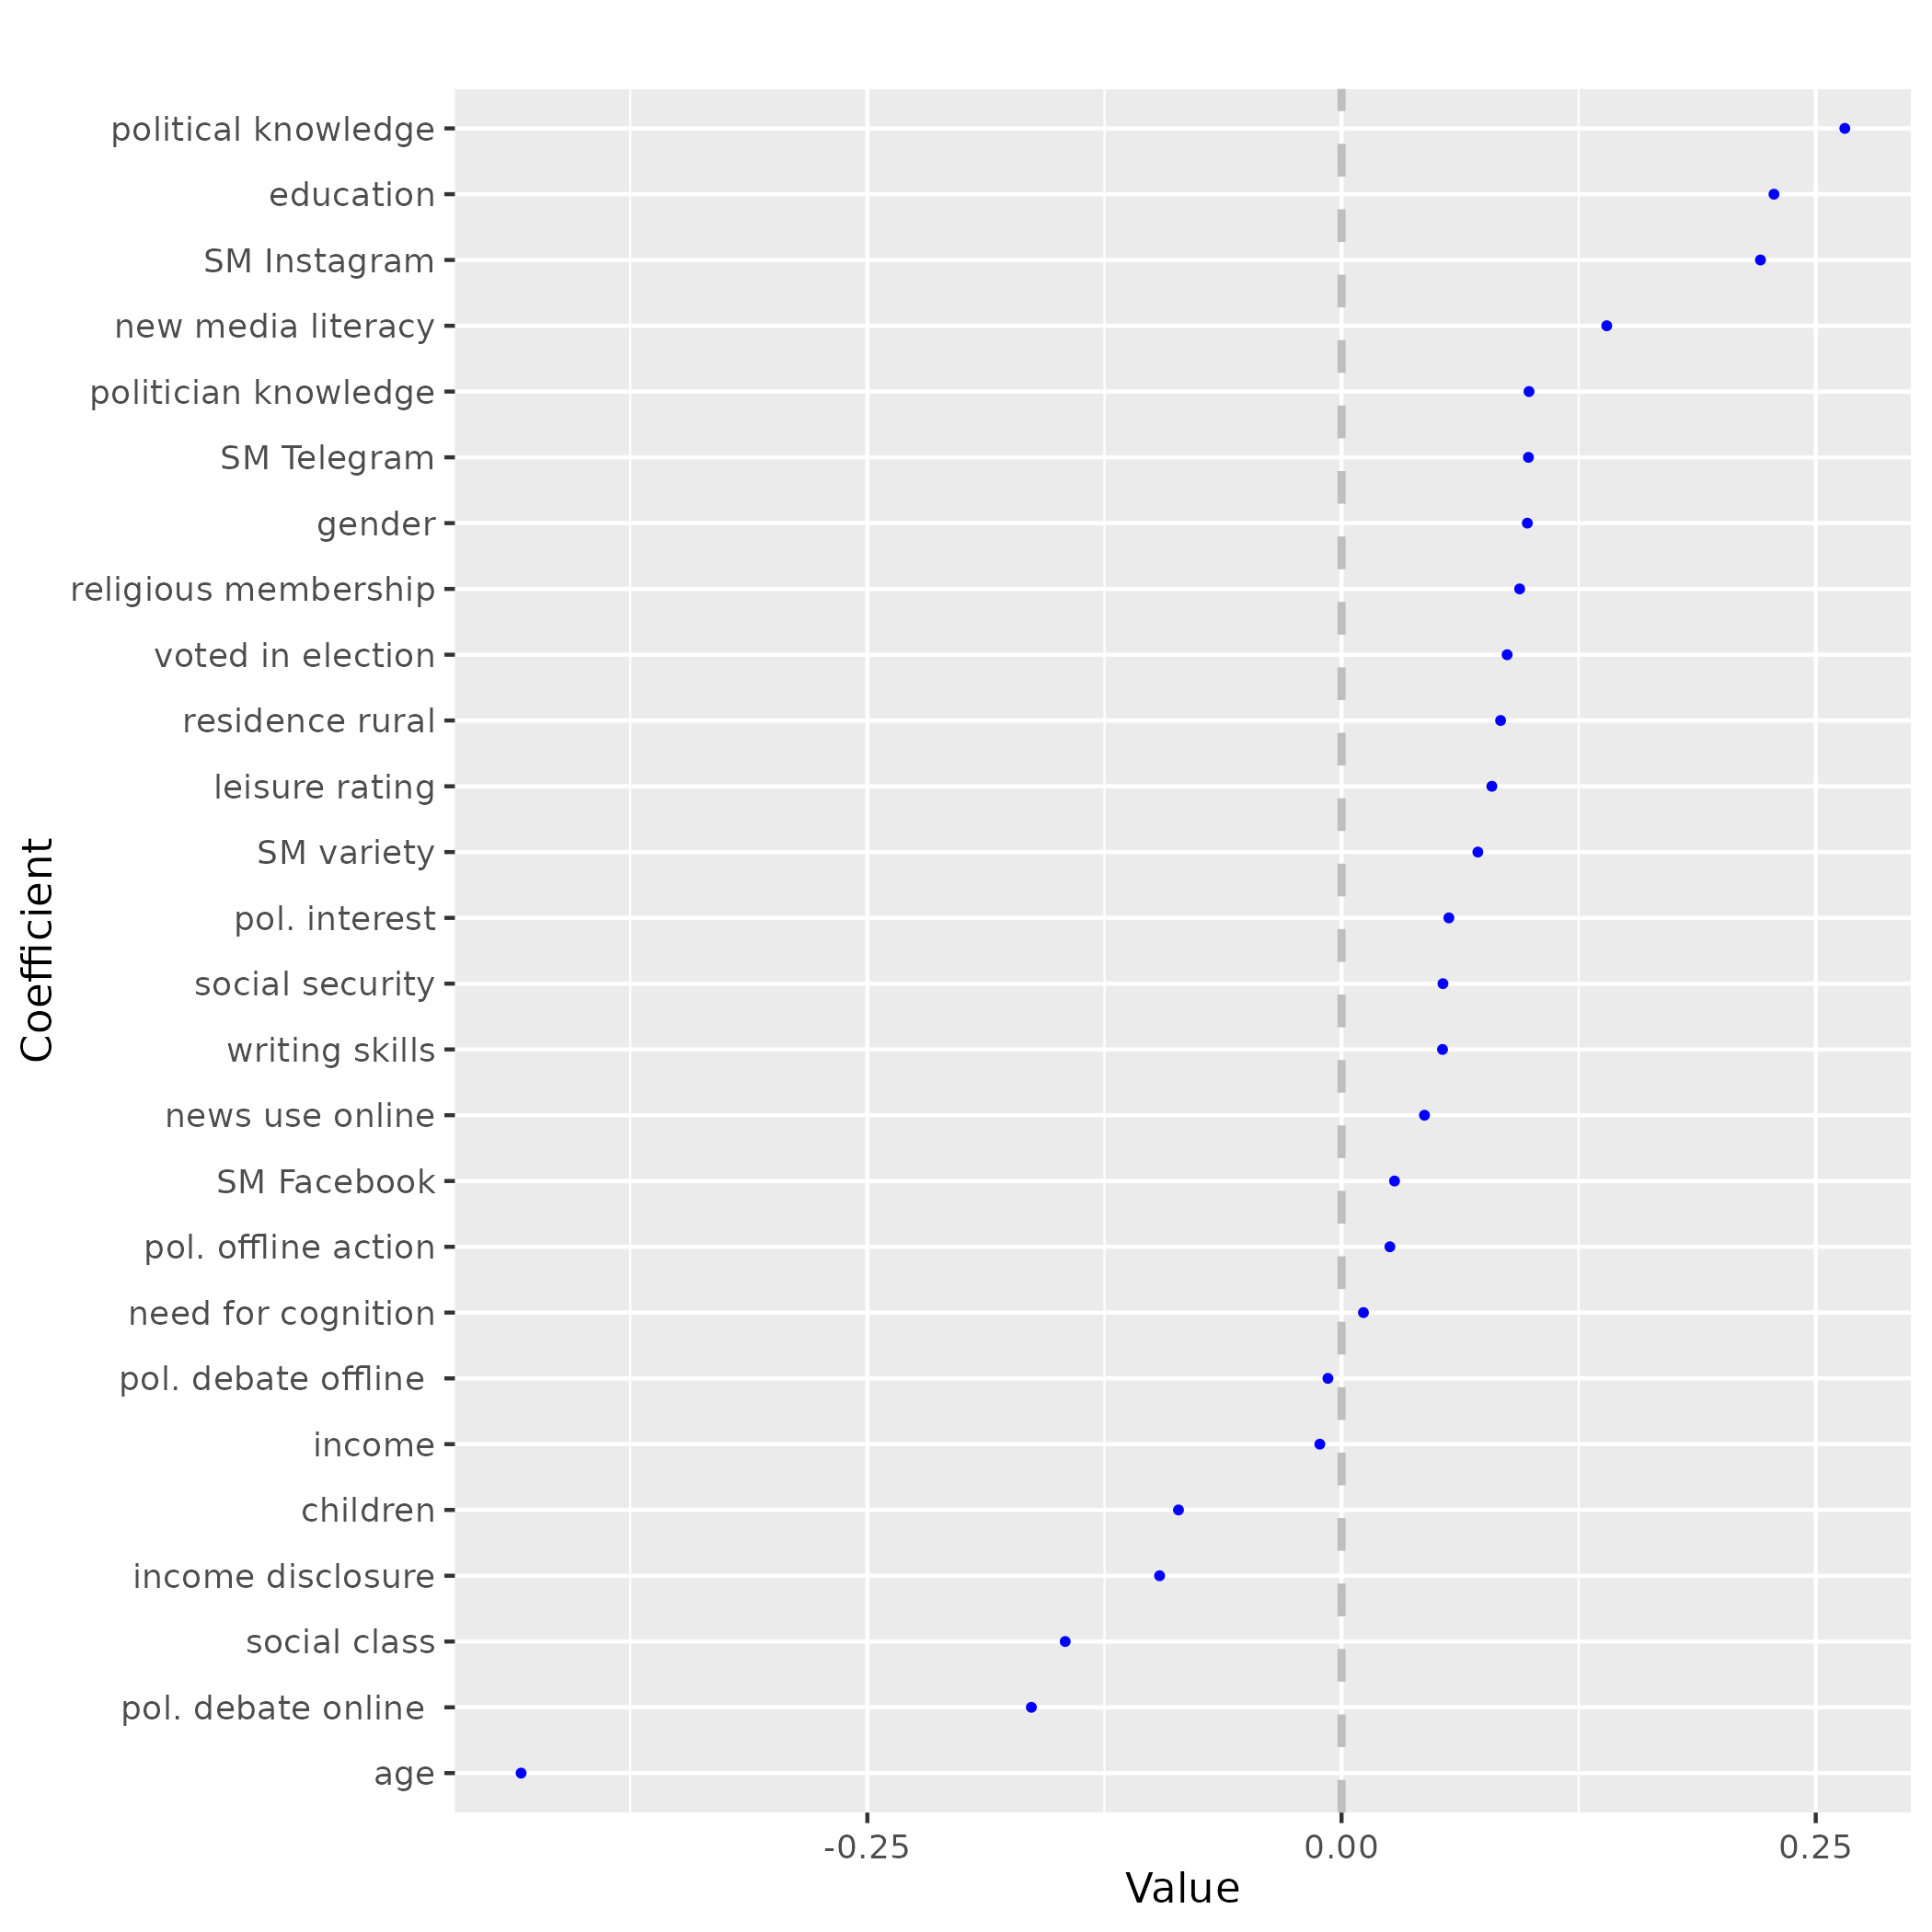 political knowledge
education
SM Instagram
new media literacy
politician knowledge
SM Telegram
gender
religious membership
voted in election
residence rural
leisure rating
SM variety
pol. interest
social security
writing skills
news use online
SM Facebook
pol. offline action
need for cognition
pol. debate offline
income
children
income disclosure
social class
pol. debate online
age
Coefficient
-0.25 0.00 0.25
Value